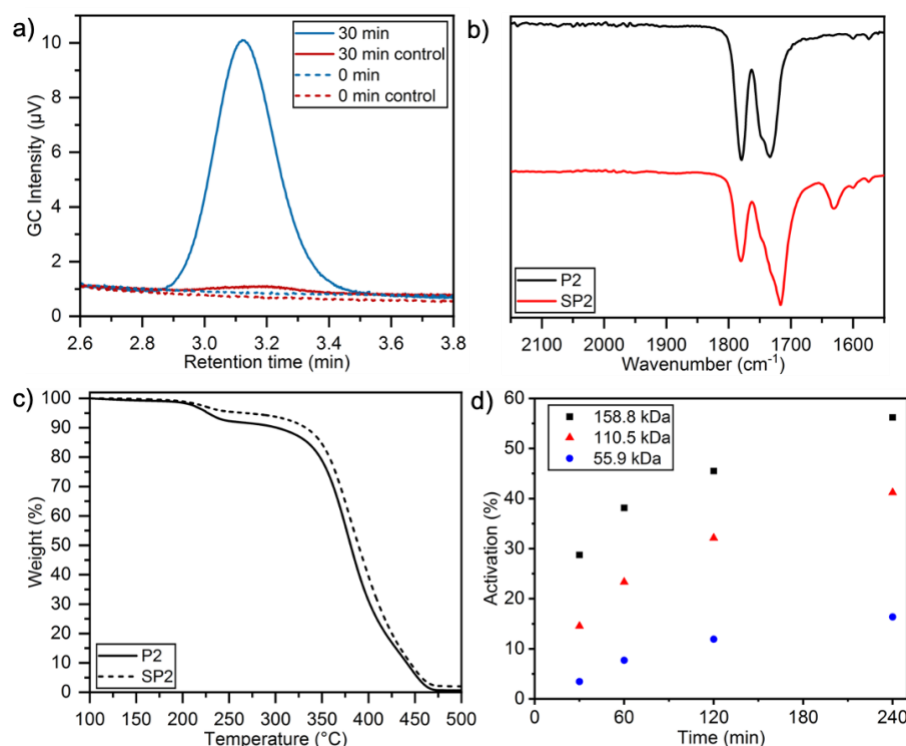 a)
10
8
6
4
2
0
GC Intensity (μV)
30 min
30 min control
0 min
0 min control
2.6 2.8 3.0 3.2 3.4 3.6 3.8
Retention time (min)
b)
P2
SP2
2100 2000 1900 1800 1700 1600
Wavenumber (cm-1)
c)
100
90
80
70
60
50
40
30
20
10
0
Weight (%)
P2
SP2
100 150 200 250 300 350 400 450 500
Temperature (°C)
d)
60
50
40
30
20
10
0
Activation (%)
158.8 kDa
110.5 kDa
55.9 kDa
0 60 120 180 240
Time (min)